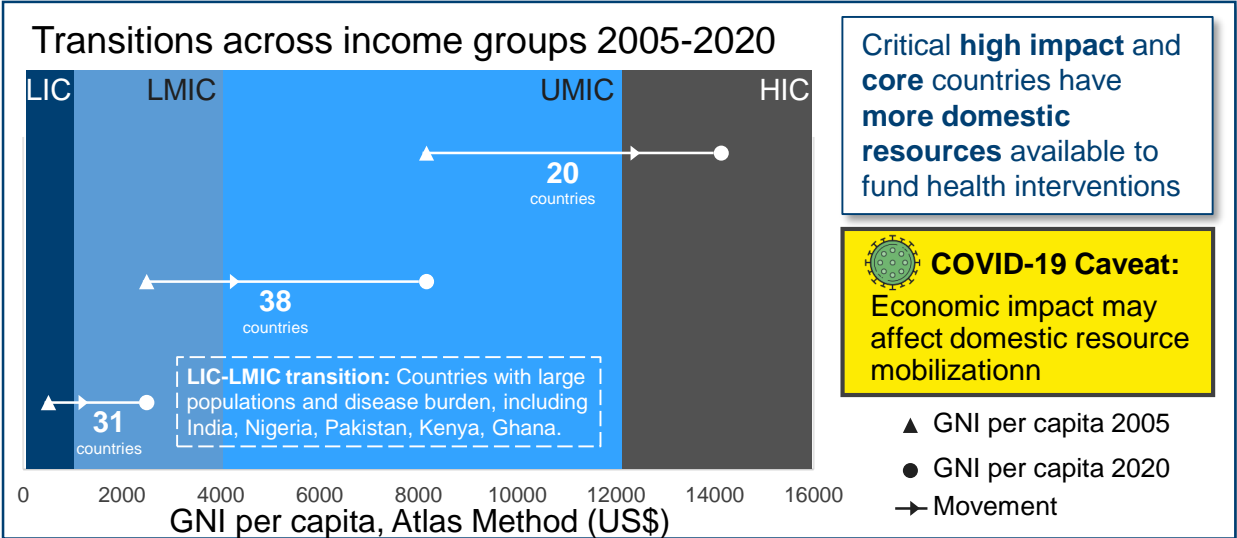 Transitions across income groups 2005-2020
LIC
LMIC
UMIC
HIC
20
countries
38
countries
31
countries
LIC-LMIC transition: Countries with large
populations and disease burden, including
India, Nigeria, Pakistan, Kenya, Ghana.
0 2000 4000 6000 8000 10000 12000 14000 16000
GNI per capita, Atlas Method (US$)
Critical high impact and
core countries have
more domestic
resources available to
fund health interventions
COVID-19 Caveat:
Economic impact may
affect domestic resource
mobilizationn
GNI per capita 2005
GNI per capita 2020
Movement